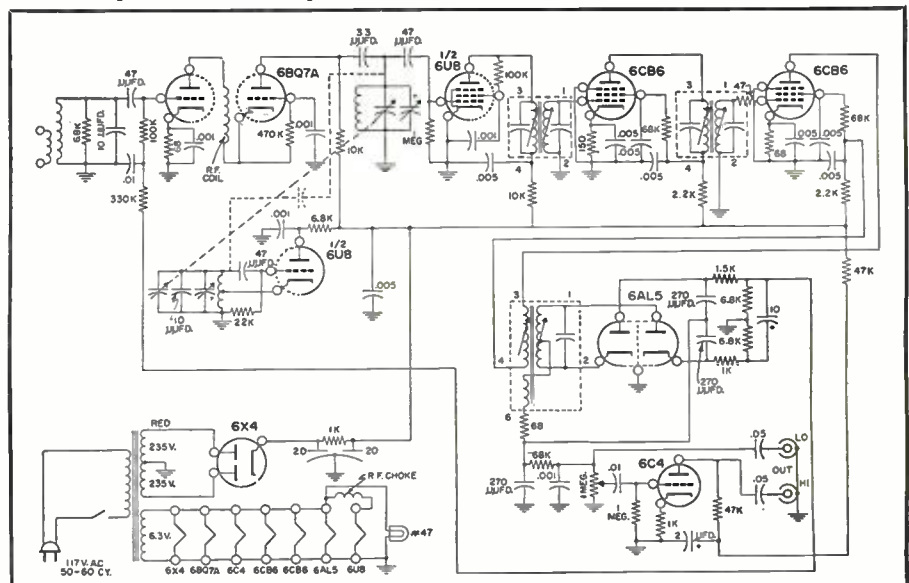 47
μμFD.
6.8K
10 μμFD.
100K
68
.001
.01
330K
R.F.
COIL
6BQ7A
470K
.001
10K
33
μμFD.
47
μμFD.
1/2
6U8
100K
MEG.
.001
.005
3
1
4
2
10K
6CB6
150
.005
.005
68K
.005
3
1
4
2
2.2K
47
6CB6
68
.005
.005
68K
.005
2.2K
47K
.001
6.8K
1/2
6U8
47
μμFD.
10
μμFD.
22K
.005
3
1
4
2
6
68
6AL5
270
μμFD.
1.5K
6.8K
6.8K
10
1K
270
μμFD.
270
μμFD.
68K
.001
1 MEG.
.01
1
MEG.
6C4
1K
2 μFD.
47K
.05
.05
LO
OUT
HI
RED
235V.
235V.
6.3V.
6X4
1K
20
20
R.F. CHOKE
#47
117V. AC
50-60 CY.
6X4
6BQ7A
6C4
6CB6
6CB6
6AL5
6U8